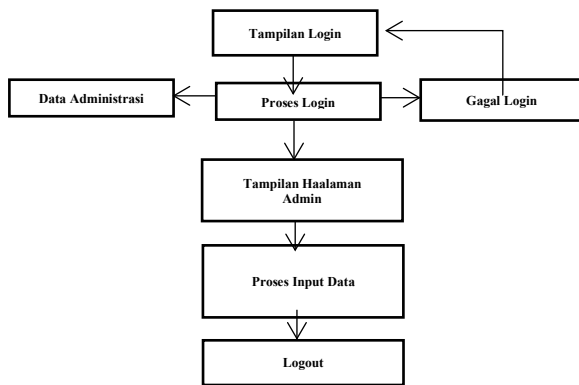 Tampilan Login
Data Administrasi
Proses Login
Gagal Login
Tampilan Haalaman
Admin
Proses Input Data
Logout